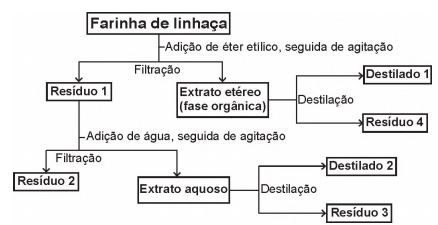 Farinha de linhaça
Adição de éter etílico, seguida de agitação
Filtração
Resíduo 1
Extrato etéreo
(fase orgânica)
Destilação
Destilado 1
Resíduo 4
Adição de água, seguida de agitação
Filtração
Resíduo 2
Extrato aquoso
Destilação
Destilado 2
Resíduo 3